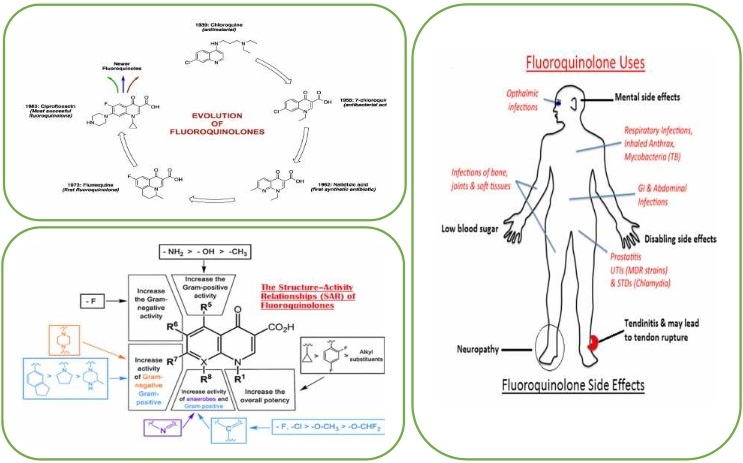 1939: Chloroquine
(antimalarial)
HN
N
N
7-Cl
Newer
Fluoroquinolones
1983: Ciprofloxacin
(Most successful
fluoroquinolone)
EVOLUTION
OF
FLUOROQUINOLONES
(antibacterial act
1973: Flumequine
(first fluoroquinolone)
1962: Nalidixic acid
(first synthetic antibiotic)
- NH₂ > - OH > -CH₃
The Structure–Activity
Relationships (SAR) of
Fluoroquinolones
- F
Increase
the Gram-
negative
activity
Increase the
Gram-positive
activity
R⁵
O
CO₂H
R⁶
R⁷
X
N
R⁸
R¹
Increase
activity
of Gram-
negative
Gram-
positive
Increase activity
of anaerobes and
Gram-positive
Increase the
overall potency
>
F
F
>
Alkyl
substituents
N
C
- F, -Cl > -O-CH₃ > -O-CHF₂
Fluoroquinolone Uses
Opthalmic
infections
Mental side effects
Respiratory Infections,
Inhaled Anthrax,
Mycobacteria (TB)
Infections of bone,
joints & soft tissues
GI & Abdominal
Infections
Low blood sugar
Disabling side effects
Prostatitis
UTIs (MDR strains)
& STDs (Chlamydia)
Tendinitis & may lead
to tendon rupture
Neuropathy
Fluoroquinolone Side Effects